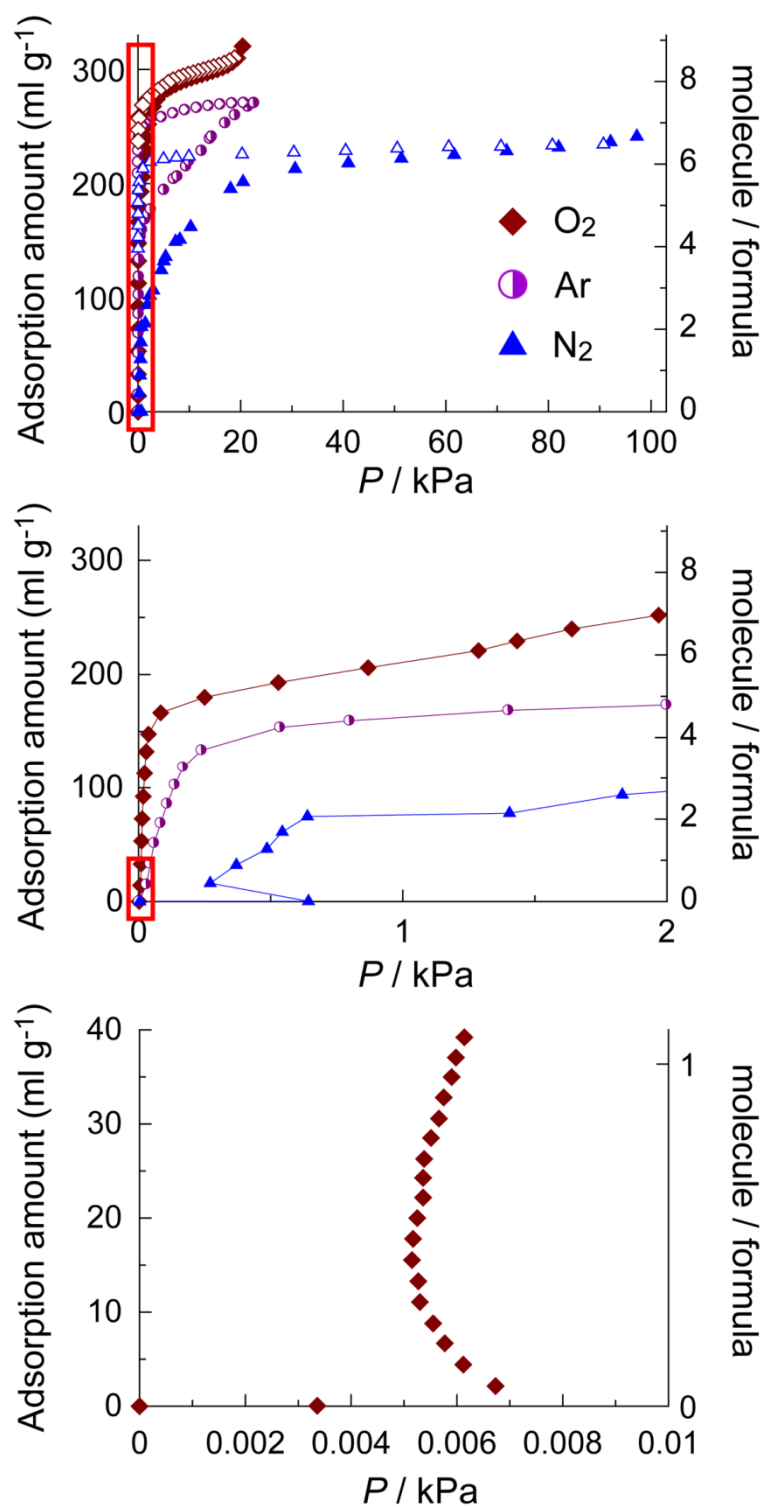 Adsorption amount (ml g⁻¹)
300
200
100
0
8
6
4
2
0
molecule / formula
O₂
Ar
N₂
0 20 40 60 80 100
P / kPa
Adsorption amount (ml g⁻¹)
300
200
100
0
8
6
4
2
0
molecule / formula
0 1 2
P / kPa
Adsorption amount (ml g⁻¹)
40
30
20
10
0
1
0
molecule / formula
0 0.002 0.004 0.006 0.008 0.01
P / kPa